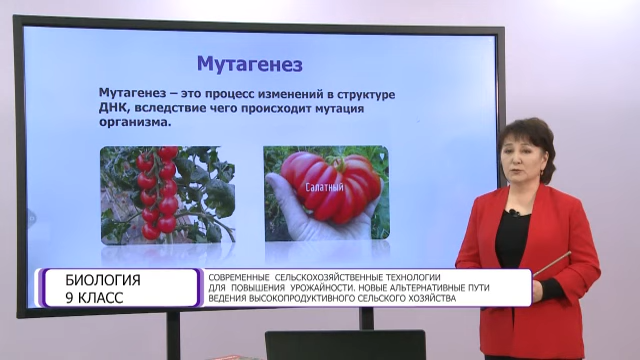 Мутагенез
Мутагенез – это процесс изменений в структуре
ДНК, вследствие чего происходит мутация
организма.
Салатный
БИОЛОГИЯ
9 КЛАСС
СОВРЕМЕННЫЕ СЕЛЬСКОХОЗЯЙСТВЕННЫЕ ТЕХНОЛОГИИ
ДЛЯ ПОВЫШЕНИЯ УРОЖАЙНОСТИ. НОВЫЕ АЛЬТЕРНАТИВНЫЕ ПУТИ
ВЕДЕНИЯ ВЫСОКОПРОДУКТИВНОГО СЕЛЬСКОГО ХОЗЯЙСТВА